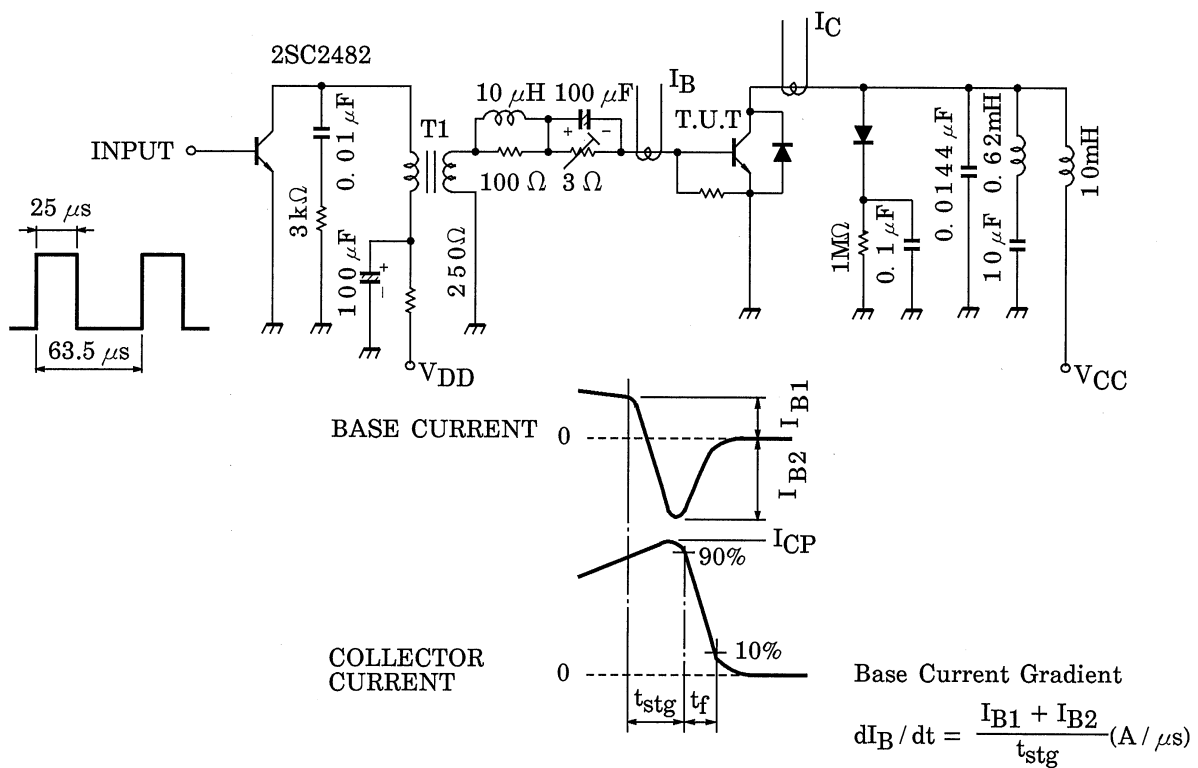 2SC2482
I_C
10 μH 100 μF
I_B
T.U.T
INPUT
0.01 μF
T1
+ −
100 Ω
3 Ω
3kΩ
25 μs
63.5 μs
100 μF
+
−
250Ω
V_DD
1MΩ
0.1 μF
0.0144 μF
0.62mH
10 μF
10mH
V_CC
BASE CURRENT
0
I_B1
I_B2
I_CP
90%
10%
COLLECTOR
CURRENT
0
t_stg
t_f
Base Current Gradient
dI_B / dt = (I_B1 + I_B2) / t_stg (A / μs)